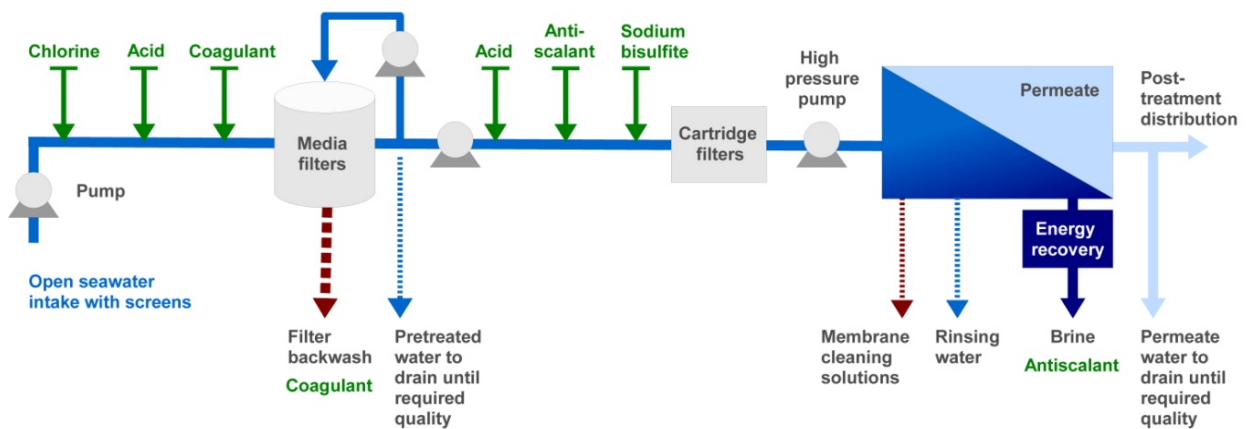 Chlorine
Acid
Coagulant
Acid
Anti-
scalant
Sodium
bisulfite
High
pressure
pump
Permeate
Post-
treatment
distribution
Media
filters
Cartridge
filters
Pump
Energy
recovery
Open seawater
intake with screens
Filter
backwash
Coagulant
Pretreated
water to
drain until
required
quality
Membrane
cleaning
solutions
Rinsing
water
Brine
Antiscalant
Permeate
water to
drain until
required
quality